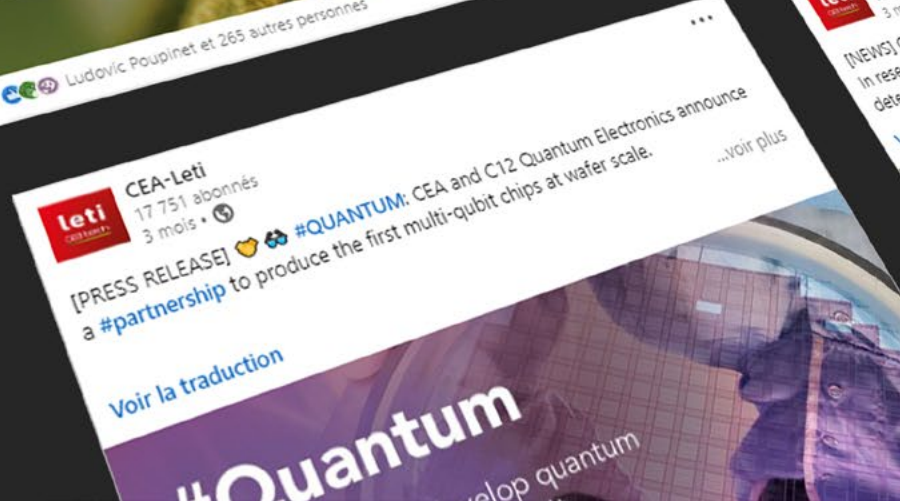 Ludovic Poupinet et 265 autres personnes
...
leti
CEA-Leti
17 751 abonnés
3 mois •
[PRESS RELEASE] #QUANTUM: CEA and C12 Quantum Electronics announce
a #partnership to produce the first multi-qubit chips at wafer scale.
...voir plus
Voir la traduction
#Quantum
quantum
leti
[NEWS]
In